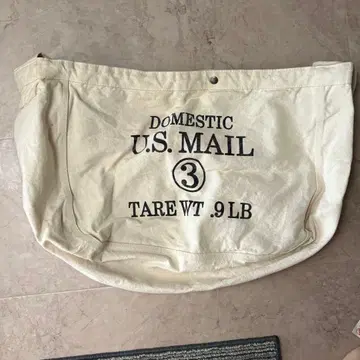 DOMESTIC
U.S. MAIL
3
TARE WT .9 LB